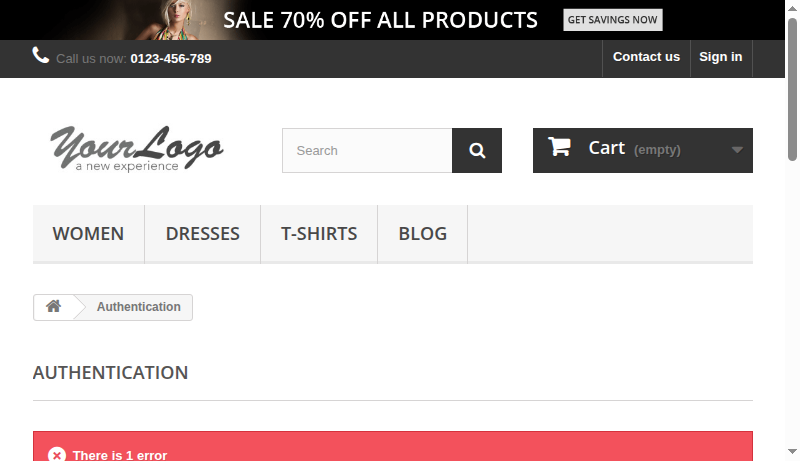 SALE 70% OFF ALL PRODUCTS GET SAVINGS NOW
Call us now: 0123-456-789 Contact us Sign in
YourLogo
a new experience
Search Cart (empty)
WOMEN DRESSES T-SHIRTS BLOG
Authentication
AUTHENTICATION
There is 1 error